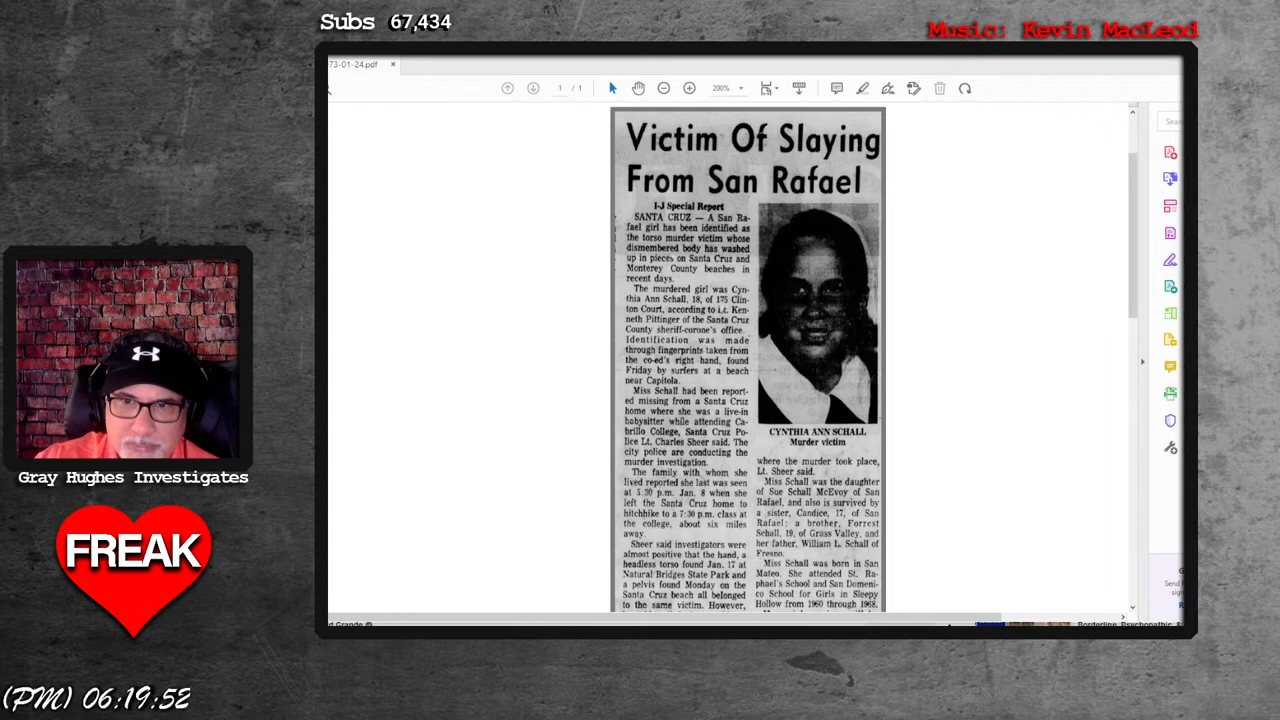 Subs 67,434
Music: Kevin MacLeod
73-01-24.pdf
1 / 1
200%
Victim Of Slaying
From San Rafael
I-J Special Report
SANTA CRUZ — A San Ra-
fael girl has been identified as
the torso murder victim whose
dismembered body has washed
up in pieces on Santa Cruz and
Monterey County beaches in
recent days.
The murdered girl was Cyn-
thia Ann Schall, 18, of 175 Clin-
ton Court, according to Lt. Ken-
neth Pittinger of the Santa Cruz
County sheriff-corone's office.
Identification was made
through fingerprints taken from
the co-ed's right hand, found
Friday by surfers at a beach
near Capitola.
Miss Schall had been report-
ed missing from a Santa Cruz
home where she was a live-in
babysitter while attending Ca-
brillo College, Santa Cruz Po-
lice Lt. Charles Sheer said. The
city police are conducting the
murder investigation.
The family with whom she
lived reported she last was seen
at 5:30 p.m. Jan. 8 when she
left the Santa Cruz home to
hitchhike to a 7:30 p.m. class at
the college, about six miles
away.
Sheer said investigators were
almost positive that the hand, a
headless torso found Jan. 17 at
Natural Bridges State Park and
a pelvis found Monday on the
Santa Cruz beach all belonged
to the same victim. However,
CYNTHIA ANN SCHALL
Murder victim
where the murder took place,
Lt. Sheer said.
Miss Schall was the daughter
of Sue Schall McEvoy of San
Rafael, and also is survived by
a sister, Candice, 17, of San
Rafael; a brother, Forrest
Schall, 19, of Grass Valley, and
her father, William L. Schall of
Fresno.
Miss Schall was born in San
Mateo. She attended St. Ra-
phael's School and San Domeni-
co School for Girls in Sleepy
Hollow from 1960 through 1968.
Sear
d Grande
Borderline, Psychopathic, &
Gray Hughes Investigates
FREAK
(PM) 06:19:52